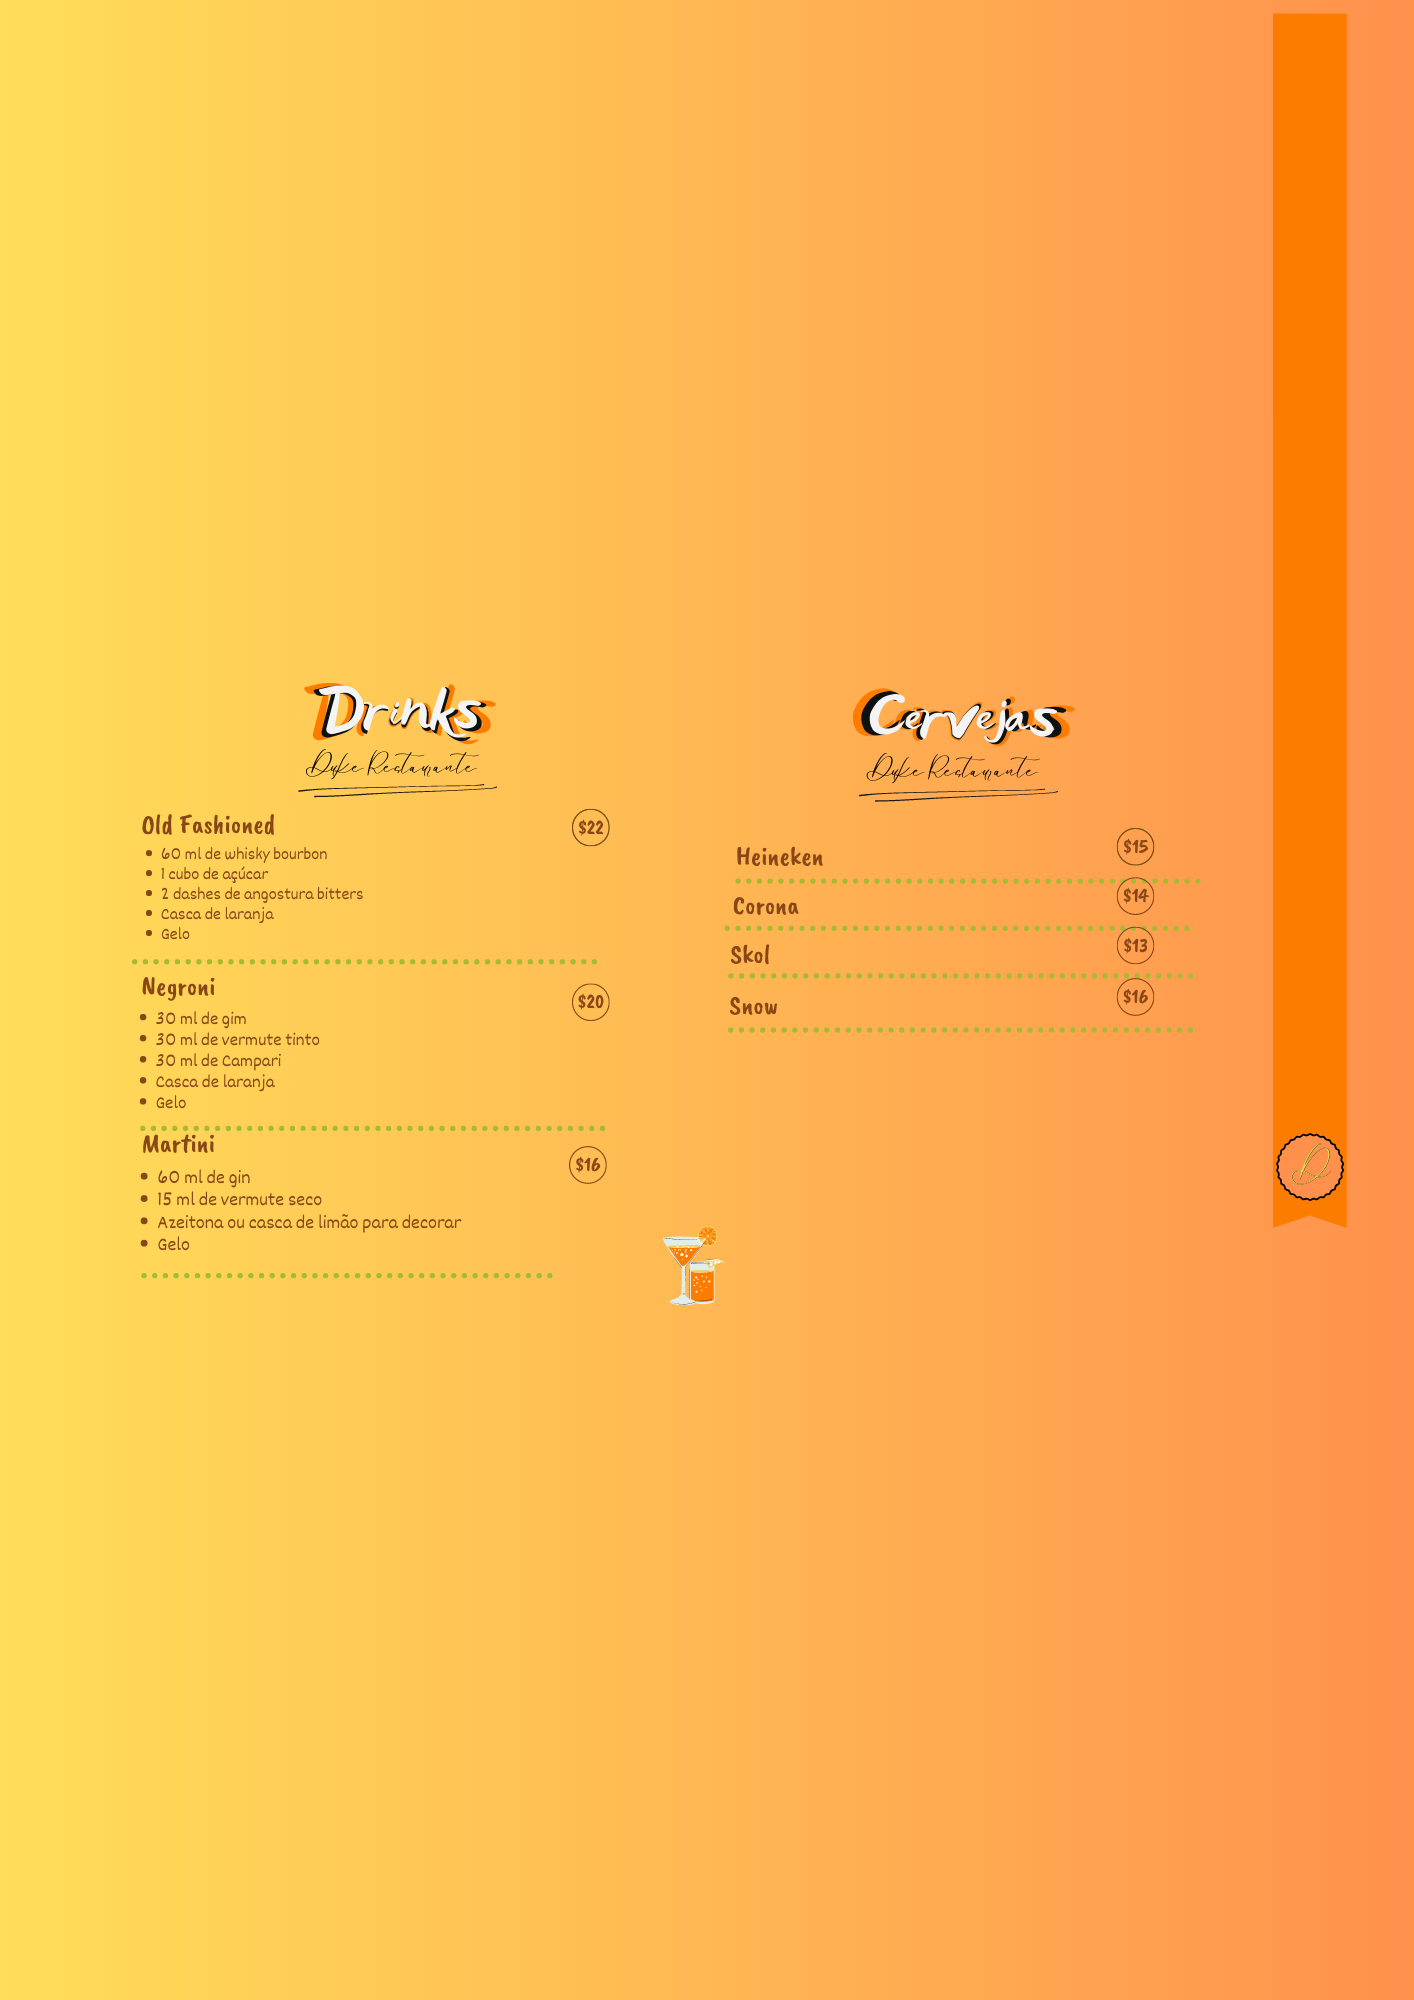 Drinks
Duke Restaurante
Old Fashioned
$22
60 ml de whisky bourbon
1 cubo de açúcar
2 dashes de angostura bitters
Casca de laranja
Gelo
Negroni
$20
30 ml de gim
30 ml de vermute tinto
30 ml de Campari
Casca de laranja
Gelo
Martini
$16
60 ml de gin
15 ml de vermute seco
Azeitona ou casca de limão para decorar
Gelo
Cervejas
Duke Restaurante
Heineken
$15
Corona
$14
Skol
$13
Snow
$16
D